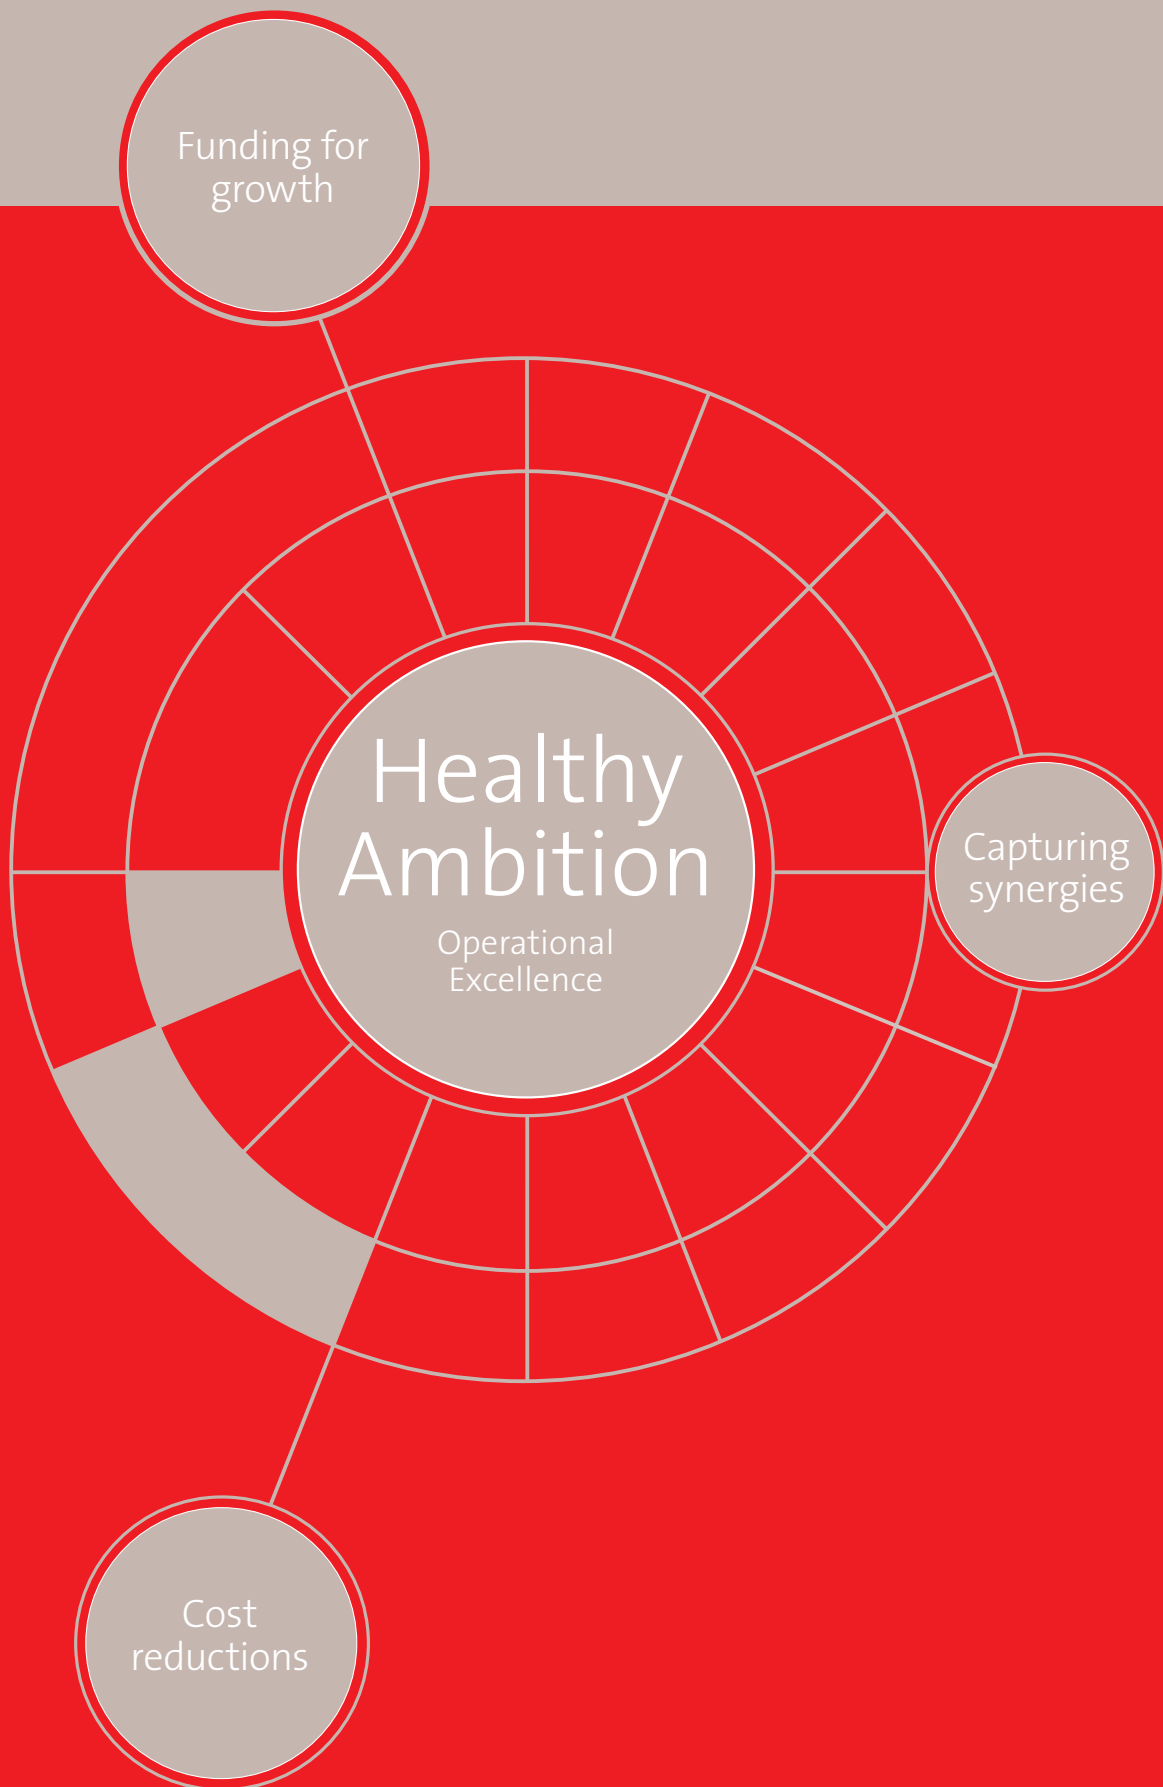 Funding for
growth
Healthy
Ambition
Operational
Excellence
Capturing
synergies
Cost
reductions